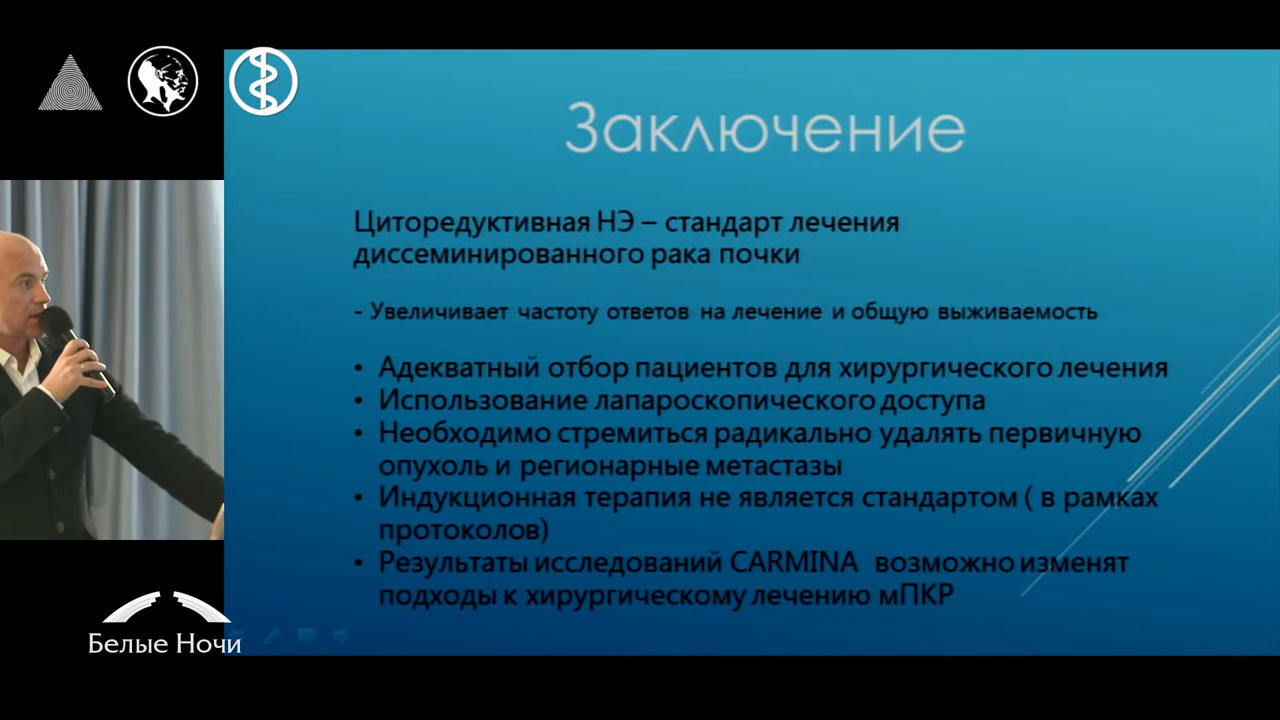 Заключение
Циторедуктивная НЭ – стандарт лечения
диссеминированного рака почки
- Увеличивает частоту ответов на лечение и общую выживаемость
• Адекватный отбор пациентов для хирургического лечения
• Использование лапароскопического доступа
• Необходимо стремиться радикально удалять первичную
опухоль и регионарные метастазы
• Индукционная терапия не является стандартом ( в рамках
протоколов)
• Результаты исследований CARMINA возможно изменят
подходы к хирургическому лечению мПКР
Белые Ночи